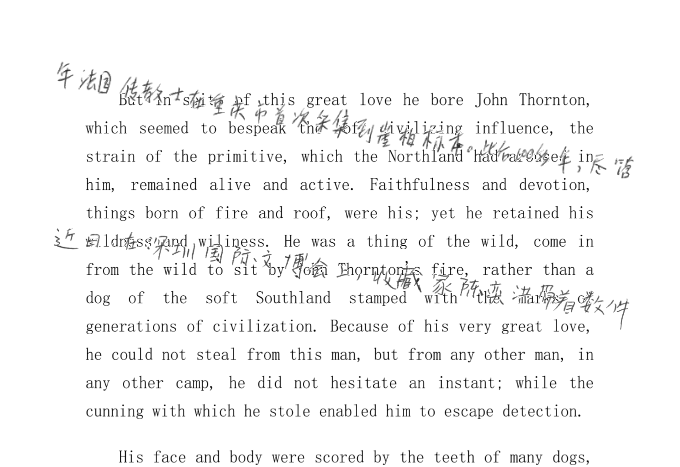 年法国传教士在重庆市首次采集到崖柏标本。此后100多年，尽管
But in spite of this great love he bore John Thornton,
which seemed to bespeak the soft civilizing influence, the
strain of the primitive, which the Northland had aroused in
him, remained alive and active. Faithfulness and devotion,
things born of fire and roof, were his; yet he retained his
wildness and wiliness. He was a thing of the wild, come in
近日,在深圳国际文博会上,收藏家陈恋满带着数件
from the wild to sit by John Thornton's fire, rather than a
dog of the soft Southland stamped with the marks of
generations of civilization. Because of his very great love,
he could not steal from this man, but from any other man, in
any other camp, he did not hesitate an instant; while the
cunning with which he stole enabled him to escape detection.
His face and body were scored by the teeth of many dogs,